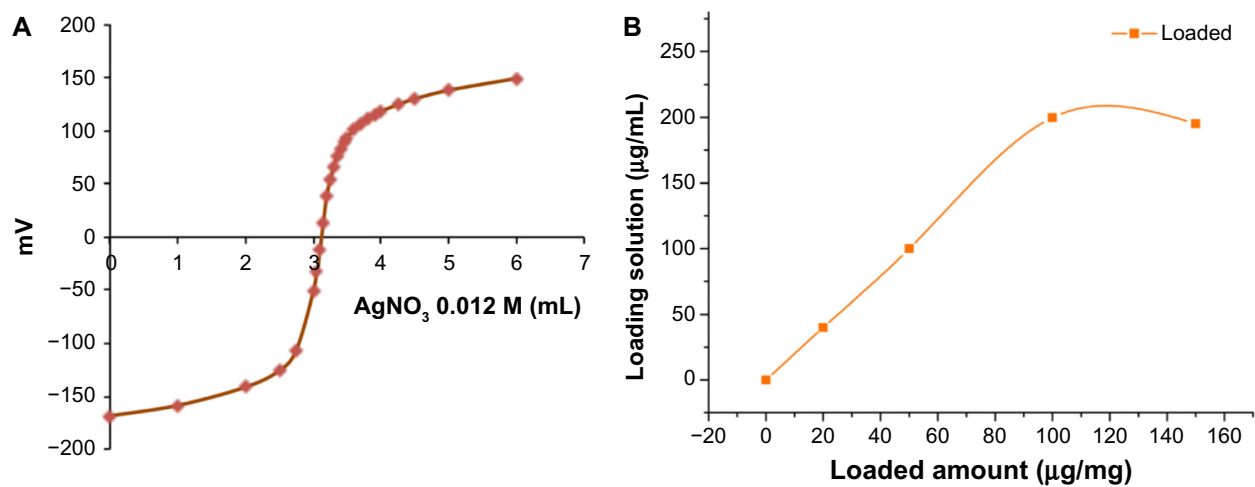 A
200
150
100
50
0
−50
−100
−150
−200
mV
0 1 2 3 4 5 6 7
AgNO3 0.012 M (mL)
B
Loaded
250
200
150
100
50
0
Loading solution (µg/mL)
−20 0 20 40 60 80 100 120 140 160
Loaded amount (µg/mg)